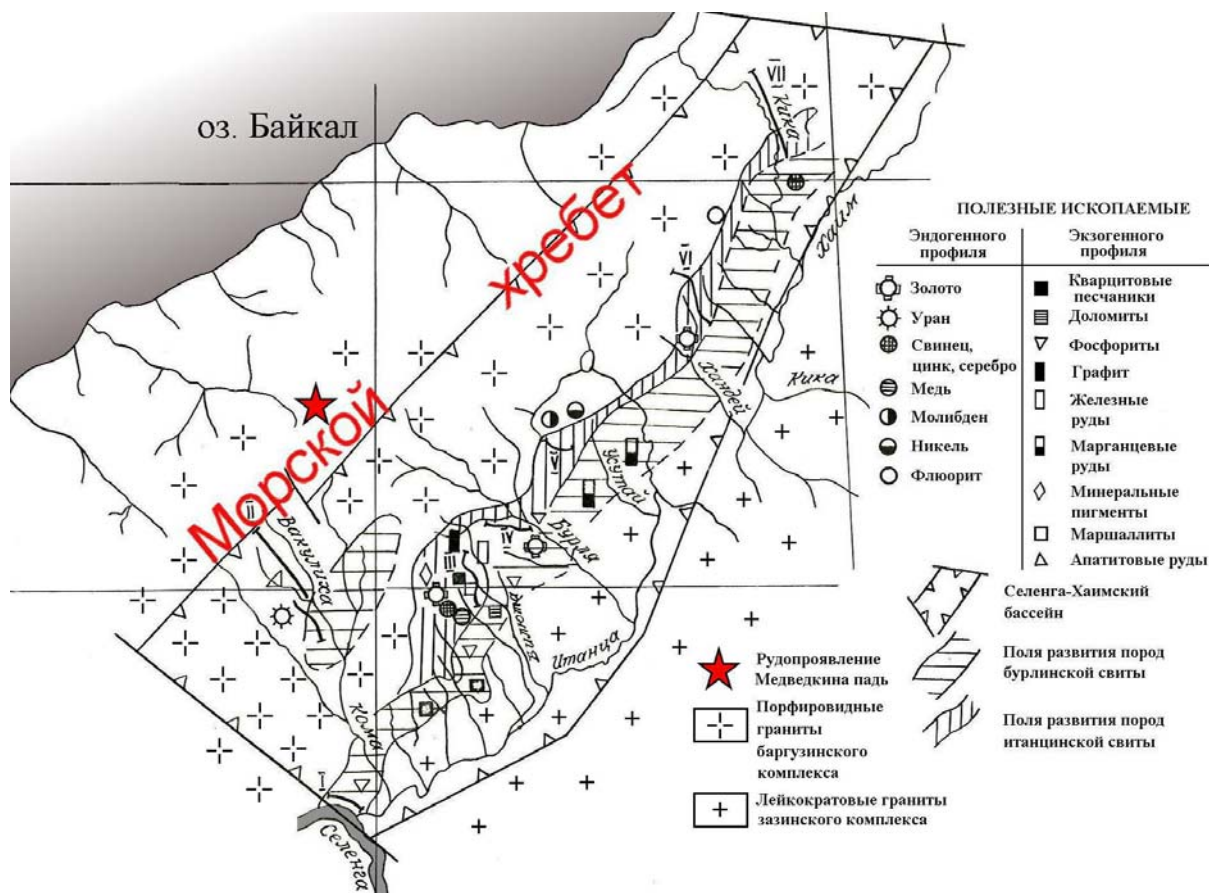 оз. Байкал
Морской
хребет
VII
Кика
Хаим
VI
Хандей
Кика
V
Усутай
Бурля
IV
III
II
Вакулиха
Итанца
Кома
I
Селенга
ПОЛЕЗНЫЕ ИСКОПАЕМЫЕ
Эндогенного
профиля
Золото
Уран
Свинец,
цинк, серебро
Медь
Молибден
Никель
Флюорит
Экзогенного
профиля
Кварцитовые
песчаники
Доломиты
Фосфориты
Графит
Железные
руды
Марганцевые
руды
Минеральные
пигменты
Маршаллиты
Апатитовые руды
Селенга-Хаимский
бассейн
Поля развития пород
бурлинской свиты
Поля развития пород
итанцинской свиты
Рудопроявление
Медведкина падь
Порфировидные
граниты
баргузинского
комплекса
Лейкократовые граниты
зазинского комплекса